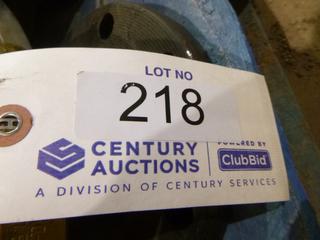 LOT NO
218
CENTURY
AUCTIONS
POWERED BY
ClubBid
A DIVISION OF CENTURY SERVICES